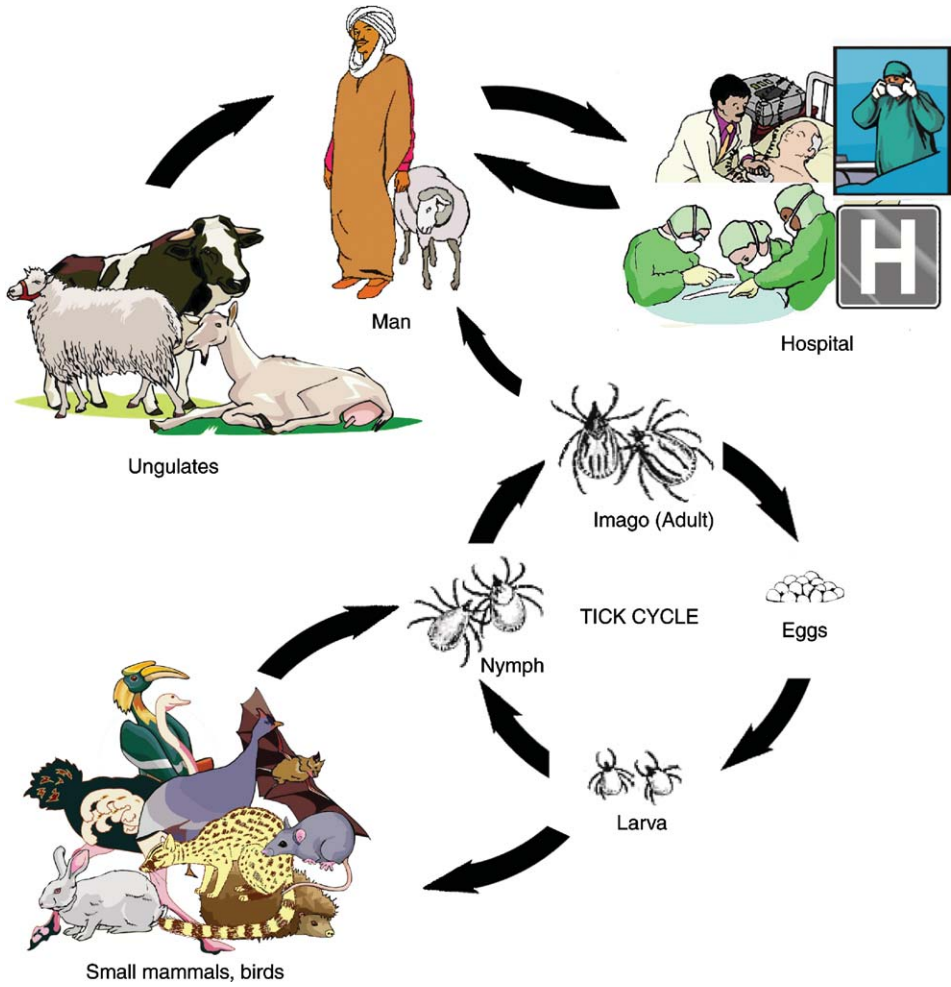 Man
H
Hospital
Ungulates
Imago (Adult)
TICK CYCLE
Eggs
Nymph
Larva
Small mammals, birds